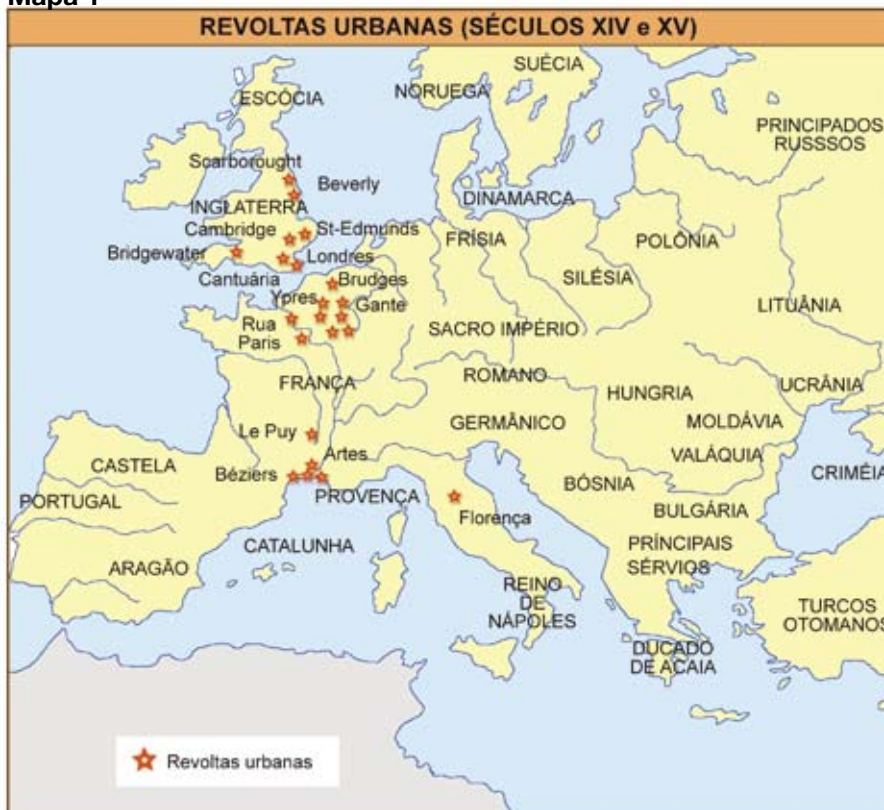 Mapa 1
REVOLTAS URBANAS (SÉCULOS XIV e XV)
SUÉCIA
NORUEGA
ESCÓCIA
PRINCIPADOS
RUSSSOS
Scarborought
Beverly
DINAMARCA
INGLATERRA
Cambridge
St-Edmunds
FRÍSIA
POLÔNIA
Bridgewater
Londres
Cantuária
SILÉSIA
Brudges
Ypres
Gante
LITUÂNIA
Rua
Paris
SACRO IMPÉRIO
ROMANO
GERMÂNICO
FRANÇA
HUNGRIA
UCRÂNIA
MOLDÁVIA
VALÁQUIA
Le Puy
Artes
CASTELA
Béziers
PROVENÇA
BÓSNIA
CRIMÉIA
PORTUGAL
Florença
BULGÁRIA
CATALUNHA
PRÍNCIPAIS
SÉRVIOS
ARAGÃO
REINO
DE
NÁPOLES
TURCOS
OTOMANOS
DUCADO
DE ACAIA
Revoltas urbanas